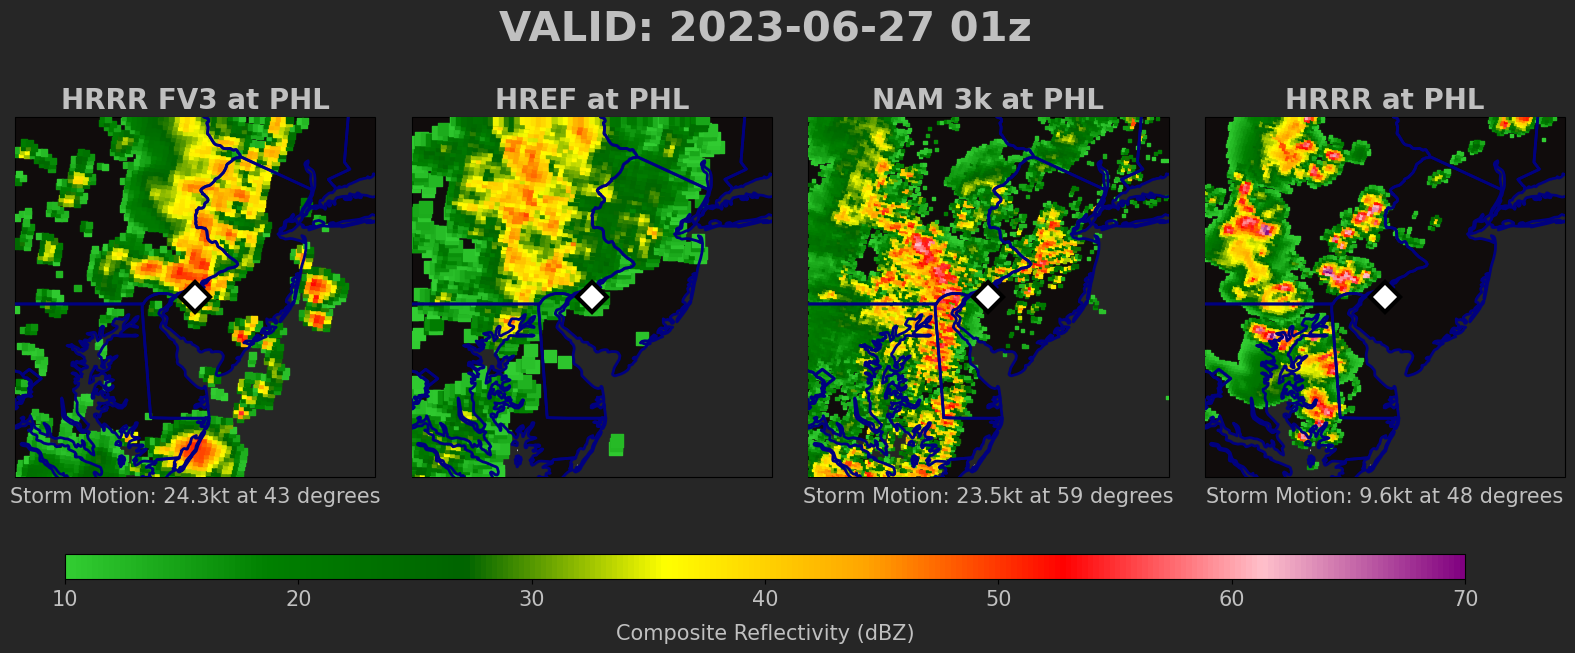 VALID: 2023-06-27 01z
HRRR FV3 at PHL
HREF at PHL
NAM 3k at PHL
HRRR at PHL
Storm Motion: 24.3kt at 43 degrees
Storm Motion: 23.5kt at 59 degrees
Storm Motion: 9.6kt at 48 degrees
10 20 30 40 50 60 70
Composite Reflectivity (dBZ)